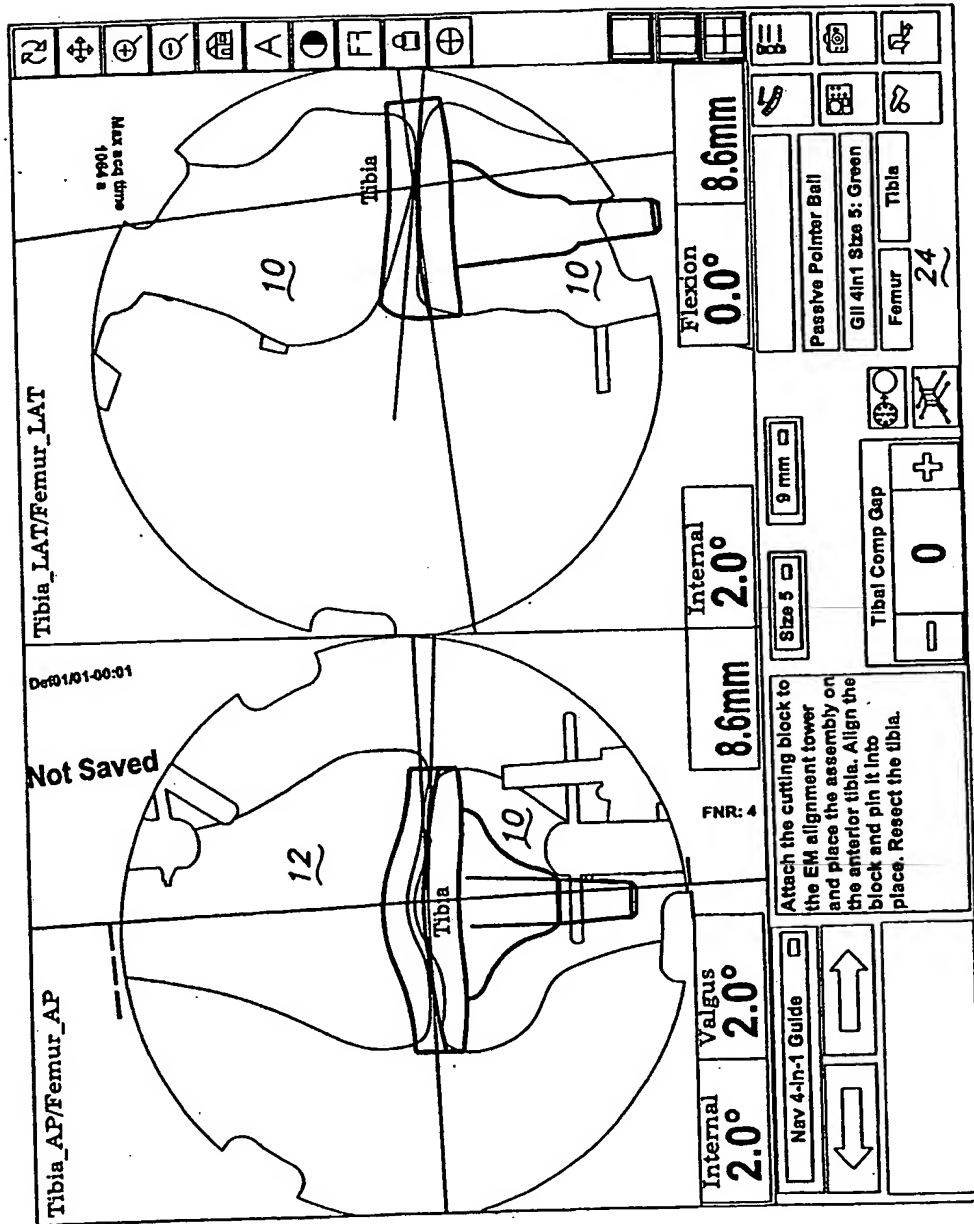 Tibia_AP/Femur_AP
Not Saved
Def01/01-00:01
12
10
Tibia
FNR: 4
Internal
2.0°
Valgus
2.0°
8.6mm
Tibia_LAT/Femur_LAT
Max acq time
1064 s
10
Tibia
10
Internal
2.0°
Flexion
0.0°
8.6mm
A
Nav 4-In-1 Guide
Attach the cutting block to
the EM alignment tower
and place the assembly on
the anterior tibia. Align the
block and pin it into
place. Resect the tibia.
Size 5
9 mm
Tibal Comp Gap
0
Passive Pointer Ball
GII 4in1 Size 5: Green
Femur
Tibia
24